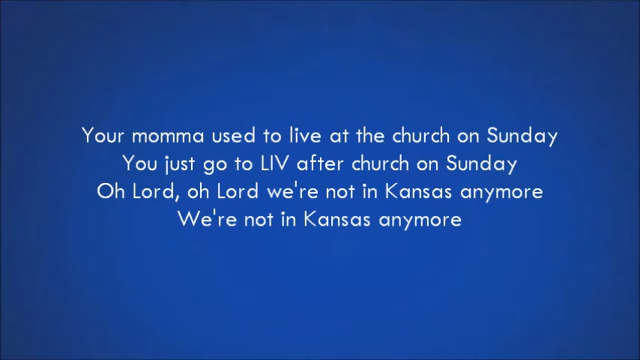 Your momma used to live at the church on Sunday
You just go to LIV after church on Sunday
Oh Lord, oh Lord we're not in Kansas anymore
We're not in Kansas anymore